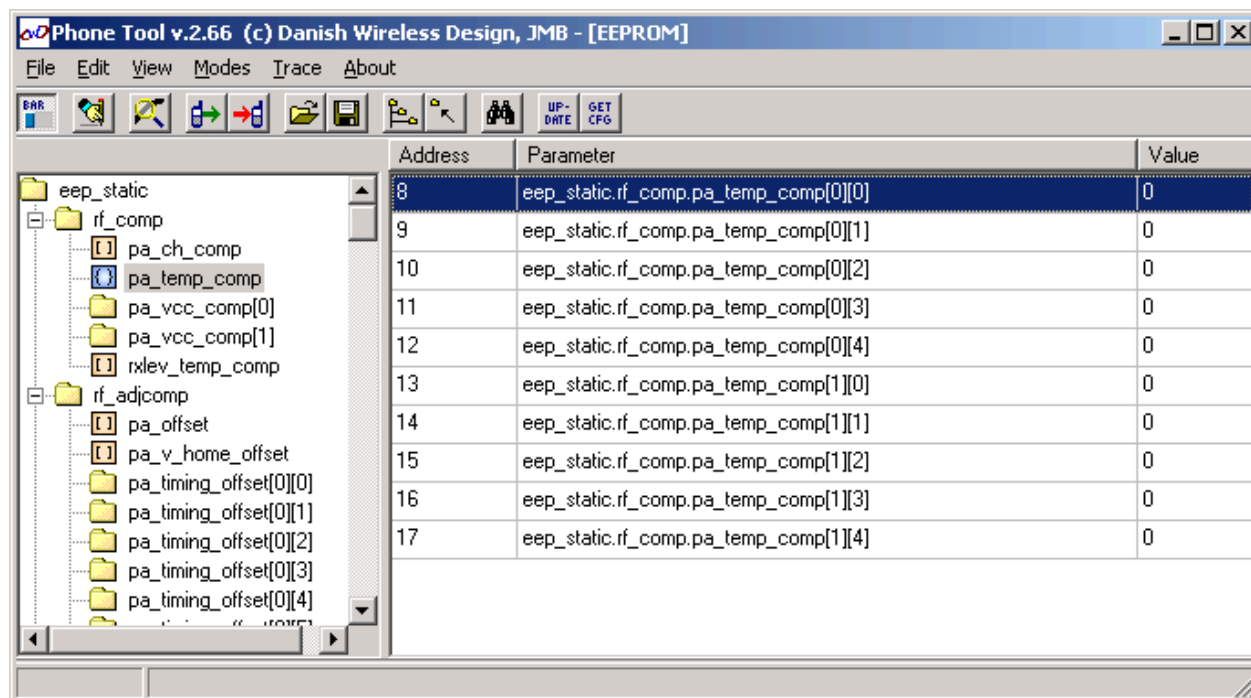 Phone Tool v.2.66 (c) Danish Wireless Design, JMB - [EEPROM]
File Edit View Modes Trace About
BAR
UP-DATE
GET CFG
Address Parameter Value
eep_static
rf_comp
pa_ch_comp
pa_temp_comp
pa_vcc_comp[0]
pa_vcc_comp[1]
rxlev_temp_comp
rf_adjcomp
pa_offset
pa_v_home_offset
pa_timing_offset[0][0]
pa_timing_offset[0][1]
pa_timing_offset[0][2]
pa_timing_offset[0][3]
pa_timing_offset[0][4]
8 eep_static.rf_comp.pa_temp_comp[0][0] 0
9 eep_static.rf_comp.pa_temp_comp[0][1] 0
10 eep_static.rf_comp.pa_temp_comp[0][2] 0
11 eep_static.rf_comp.pa_temp_comp[0][3] 0
12 eep_static.rf_comp.pa_temp_comp[0][4] 0
13 eep_static.rf_comp.pa_temp_comp[1][0] 0
14 eep_static.rf_comp.pa_temp_comp[1][1] 0
15 eep_static.rf_comp.pa_temp_comp[1][2] 0
16 eep_static.rf_comp.pa_temp_comp[1][3] 0
17 eep_static.rf_comp.pa_temp_comp[1][4] 0